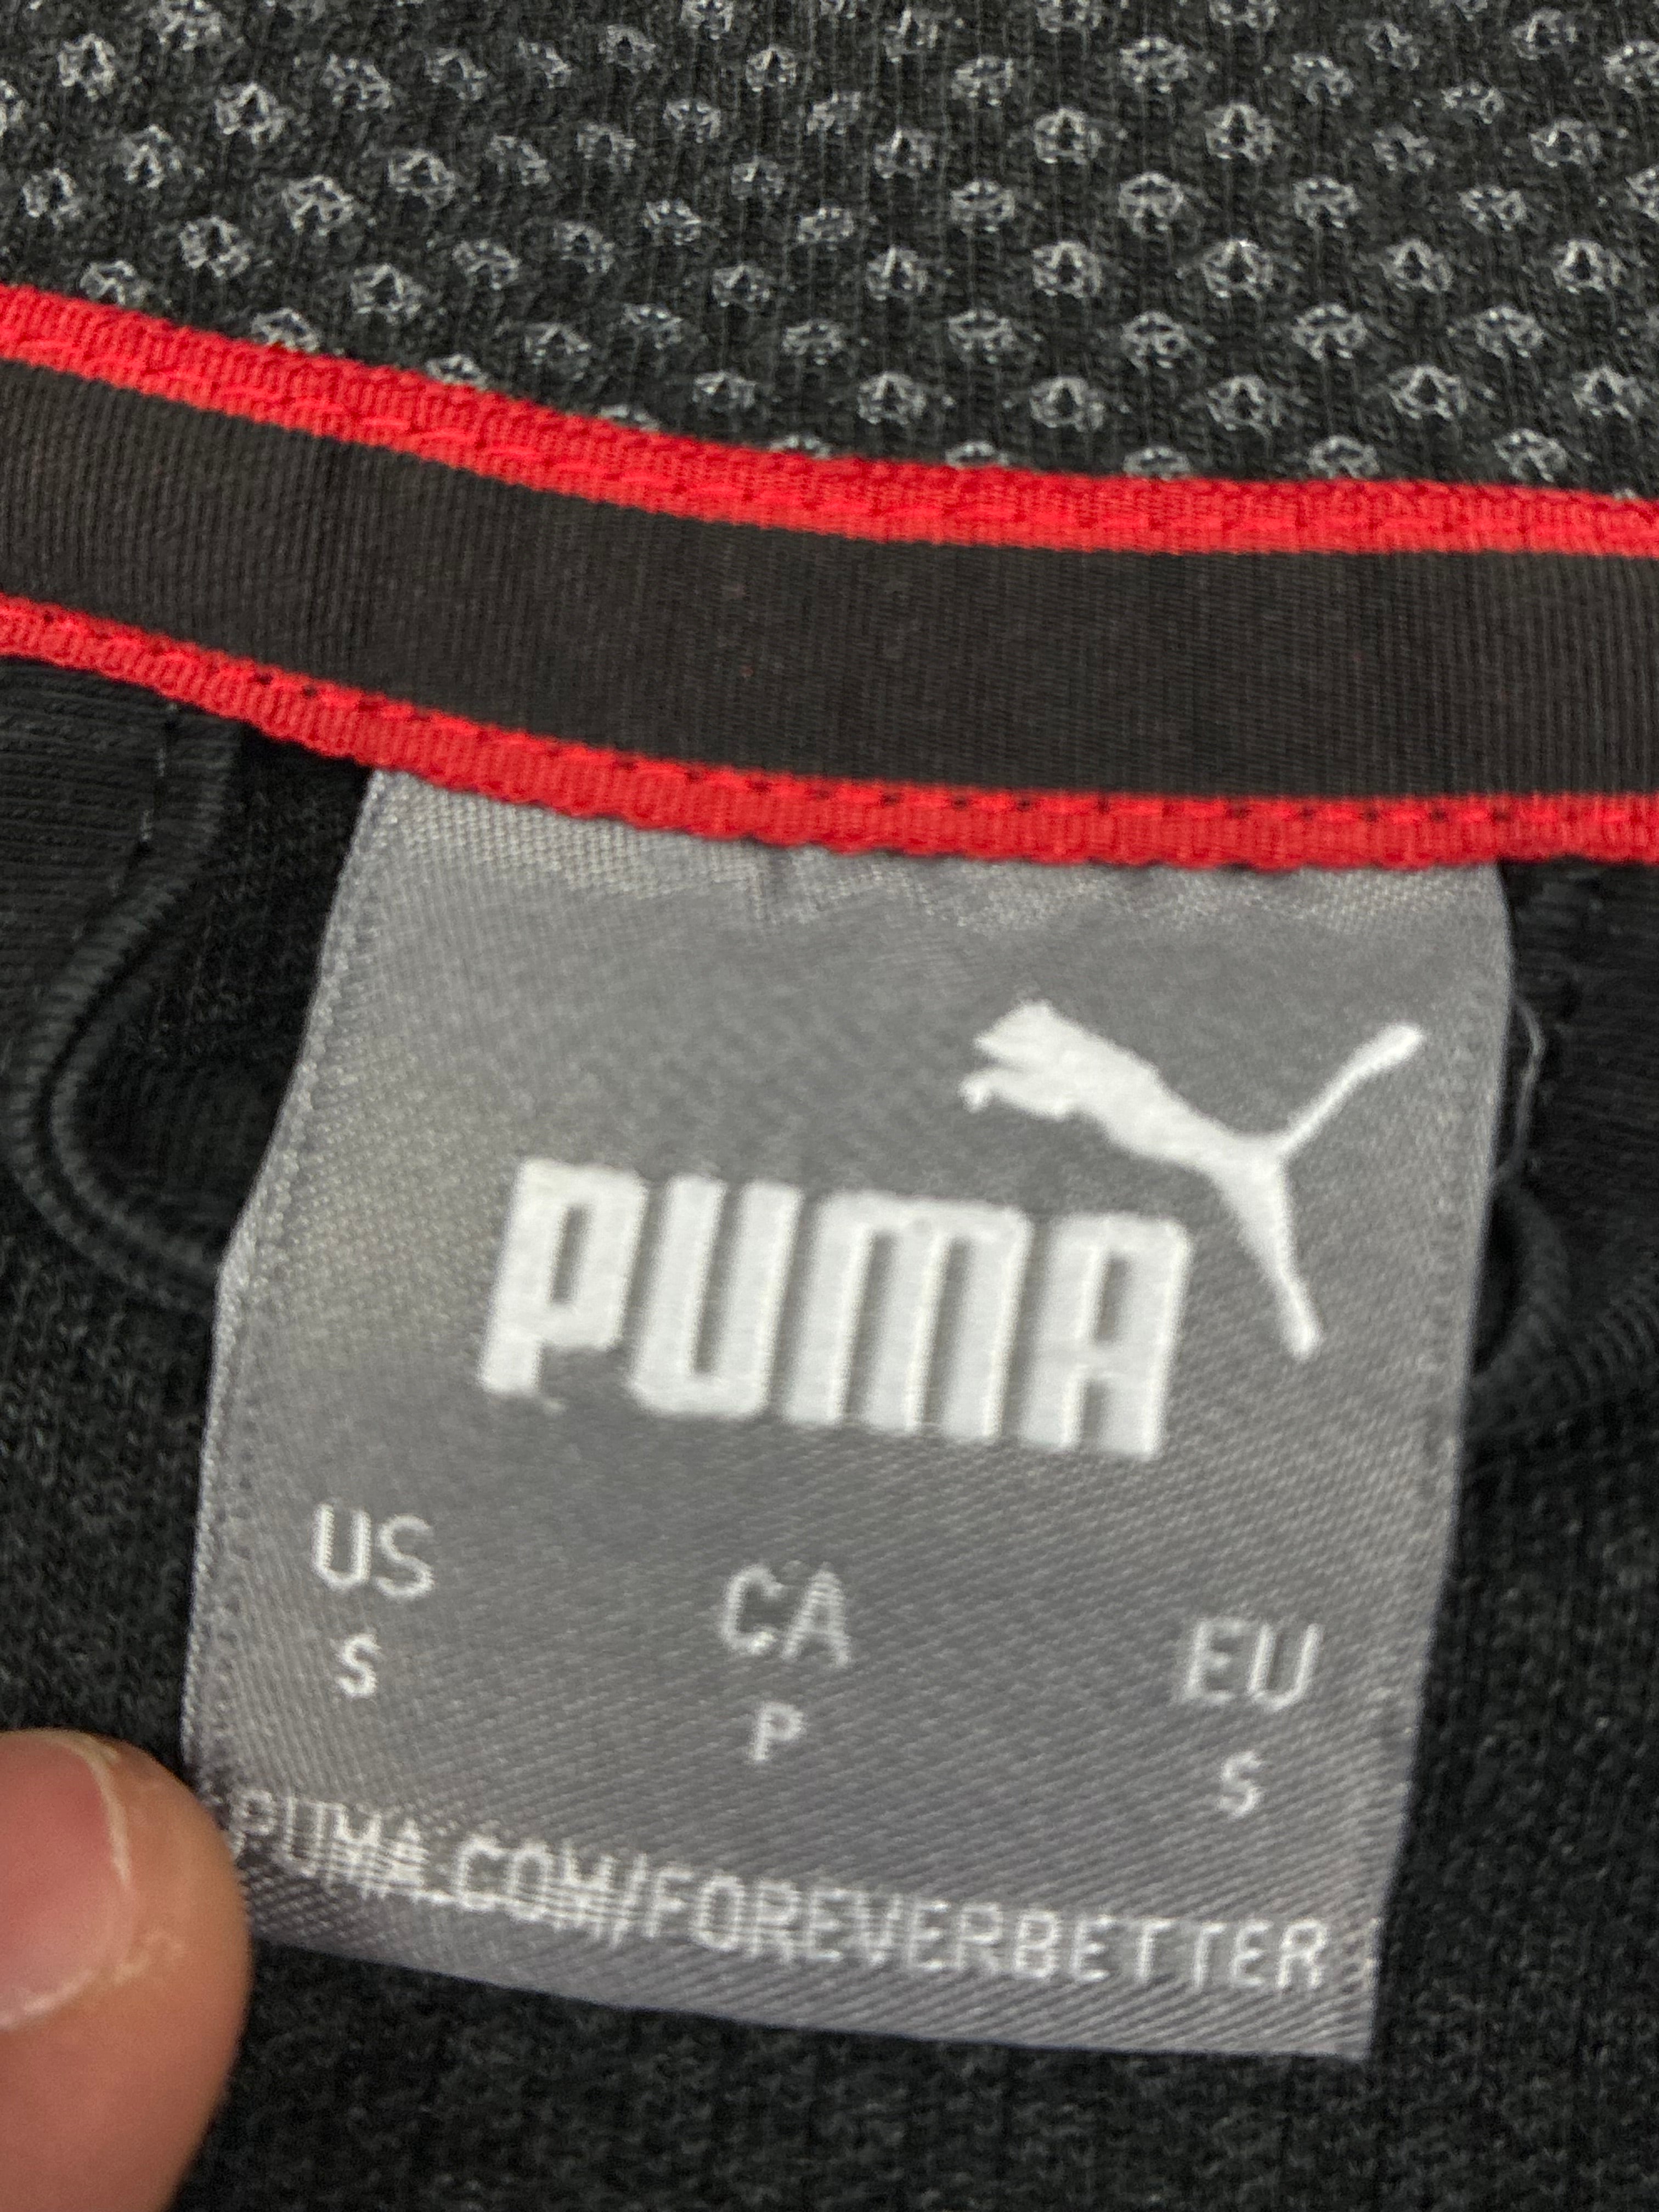 PUMA
US CA EU
S P S
PUMA.COM/FOREVERBETTER